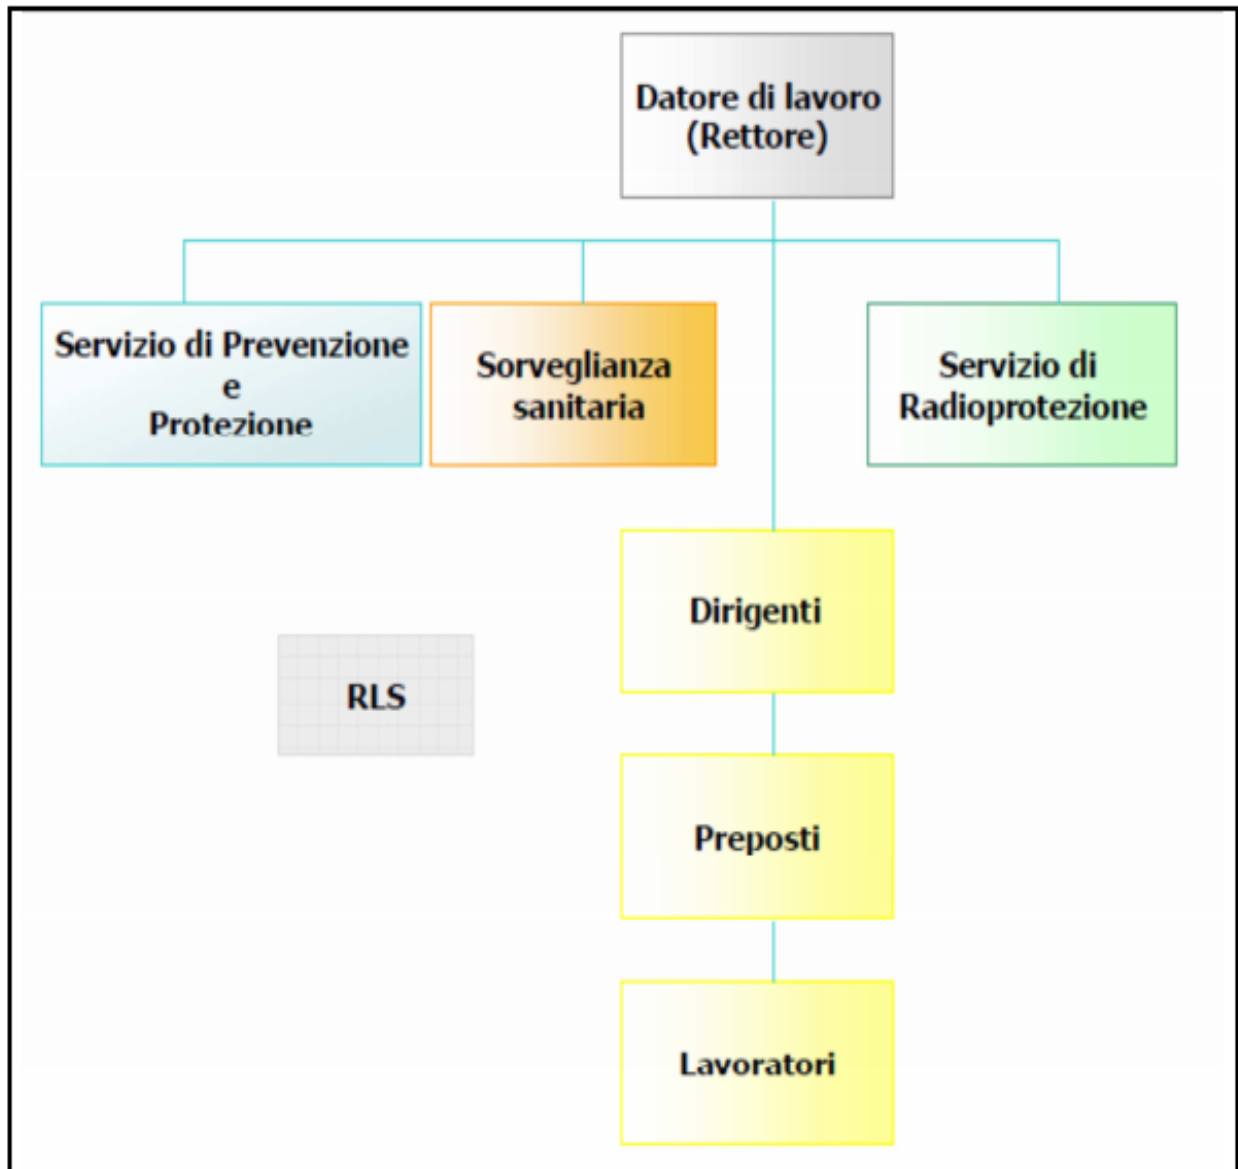 Datore di lavoro
(Rettore)
Servizio di Prevenzione
e
Protezione
Sorveglianza
sanitaria
Servizio di
Radioprotezione
Dirigenti
RLS
Preposti
Lavoratori